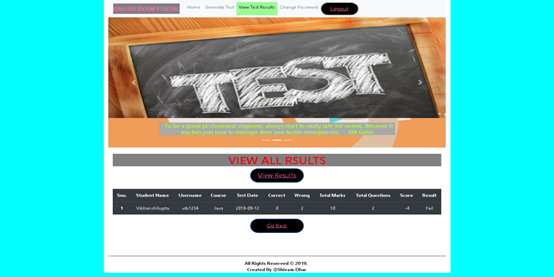 ONLINE EXAM PORTAL Home Generate Test View Test Results Change Password Logout
TEST
"To be a good professional engineer, always start to study late for exams. Because it
teaches you how to manage time and tackle emergencies." - Bill Gates
VIEW ALL RSULTS
View Results
Sno. Student Name Username Course Test Date Correct Wrong Total Marks Total Questions Score Result
1 VibhanshiGupta vib1234 Java 2019-09-12 0 2 10 2 -4 Fail
Go Back
All Rights Reserved © 2019.
Created By @Shivam Dhar